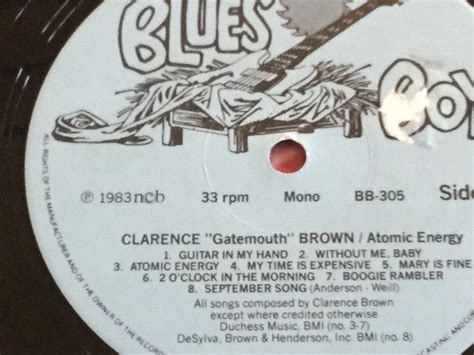 BLUES
BO
℗ 1983 ncb 33 rpm Mono BB-305 Side
CLARENCE "Gatemouth" BROWN / Atomic Energy
1. GUITAR IN MY HAND 2. WITHOUT ME, BABY
3. ATOMIC ENERGY 4. MY TIME IS EXPENSIVE 5. MARY IS FINE
6. 2 O'CLOCK IN THE MORNING 7. BOOGIE RAMBLER
8. SEPTEMBER SONG (Anderson - Weill)
All songs composed by Clarence Brown
except where credited otherwise
Duchess Music, BMI (no. 3-7)
DeSylva, Brown & Henderson, Inc. BMI (no. 8)
ALL RIGHTS OF THE MANUFACTURER AND OF THE OWNER OF THE RECORDED
CASTING AND